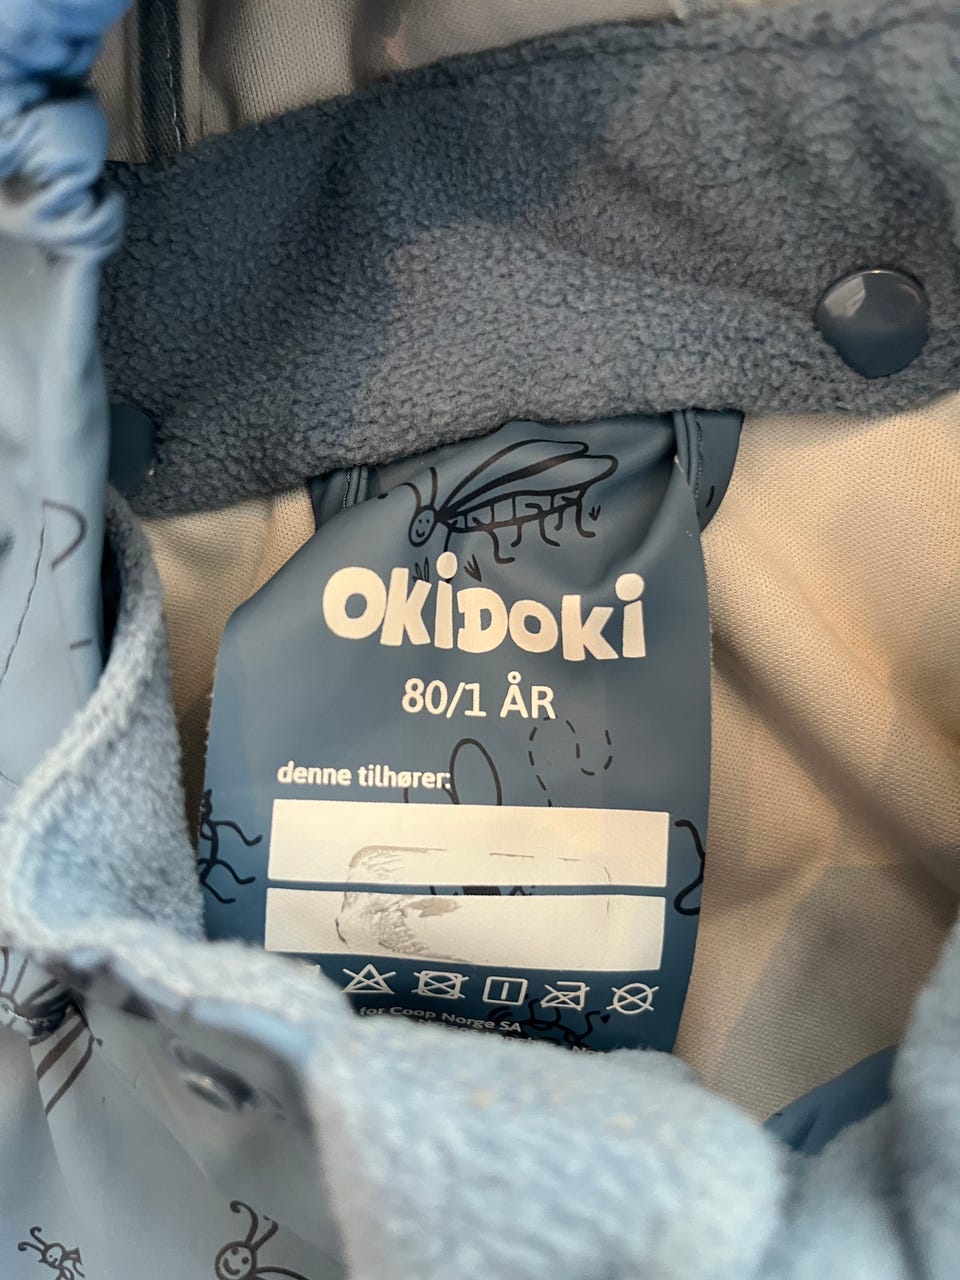 OKiDoKi
80/1 ÅR
denne tilhører:
for Coop Norge SA